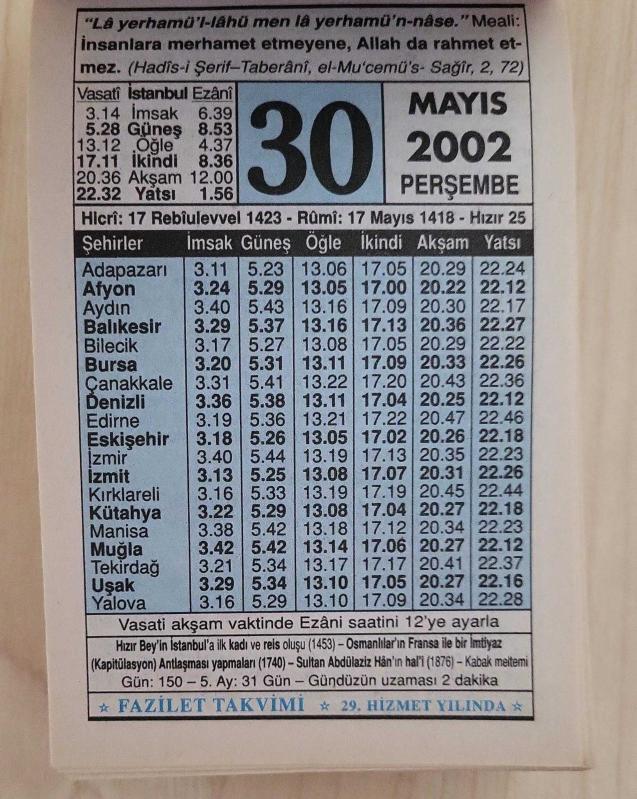 “Lâ yerhamü'l-lâhü men lâ yerhamü'n-nâse.” Meali:
İnsanlara merhamet etmeyene, Allah da rahmet et-
mez. (Hadîs-i Şerif–Taberânî, el-Mu'cemü's- Sağîr, 2, 72)
Vasatî İstanbul Ezânî
3.14 İmsak 6.39
5.28 Güneş 8.53
13.12 Öğle 4.37
17.11 İkindi 8.36
20.36 Akşam 12.00
22.32 Yatsı 1.56
30
MAYIS
2002
PERŞEMBE
Hicrî: 17 Rebîulevvel 1423 - Rûmî: 17 Mayıs 1418 - Hızır 25
Şehirler İmsak Güneş Öğle İkindi Akşam Yatsı
Adapazarı 3.11 5.23 13.06 17.05 20.29 22.24
Afyon 3.24 5.29 13.05 17.00 20.22 22.12
Aydın 3.40 5.43 13.16 17.09 20.30 22.17
Balıkesir 3.29 5.37 13.16 17.13 20.36 22.27
Bilecik 3.17 5.27 13.08 17.05 20.29 22.22
Bursa 3.20 5.31 13.11 17.09 20.33 22.26
Çanakkale 3.31 5.41 13.22 17.20 20.43 22.36
Denizli 3.36 5.38 13.11 17.04 20.25 22.12
Edirne 3.19 5.36 13.21 17.22 20.47 22.46
Eskişehir 3.18 5.26 13.05 17.02 20.26 22.18
İzmir 3.40 5.44 13.19 17.13 20.35 22.23
İzmit 3.13 5.25 13.08 17.07 20.31 22.26
Kırklareli 3.16 5.33 13.19 17.19 20.45 22.44
Kütahya 3.22 5.29 13.08 17.04 20.27 22.18
Manisa 3.38 5.42 13.18 17.12 20.34 22.23
Muğla 3.42 5.42 13.14 17.06 20.27 22.12
Tekirdağ 3.21 5.34 13.17 17.17 20.41 22.37
Uşak 3.29 5.34 13.10 17.05 20.27 22.16
Yalova 3.16 5.29 13.10 17.09 20.34 22.28
Vasati akşam vaktinde Ezâni saatini 12'ye ayarla
Hızır Bey'in İstanbul'a ilk kadı ve reis oluşu (1453) – Osmanlılar'ın Fransa ile bir İmtiyaz
(Kapitülasyon) Antlaşması yapmaları (1740) – Sultan Abdülaziz Hân'ın hal'i (1876) – Kabak meltemi
Gün: 150 – 5. Ay: 31 Gün – Gündüzün uzaması 2 dakika
☆ FAZİLET TAKVİMİ ☆ 29. HİZMET YILINDA ☆